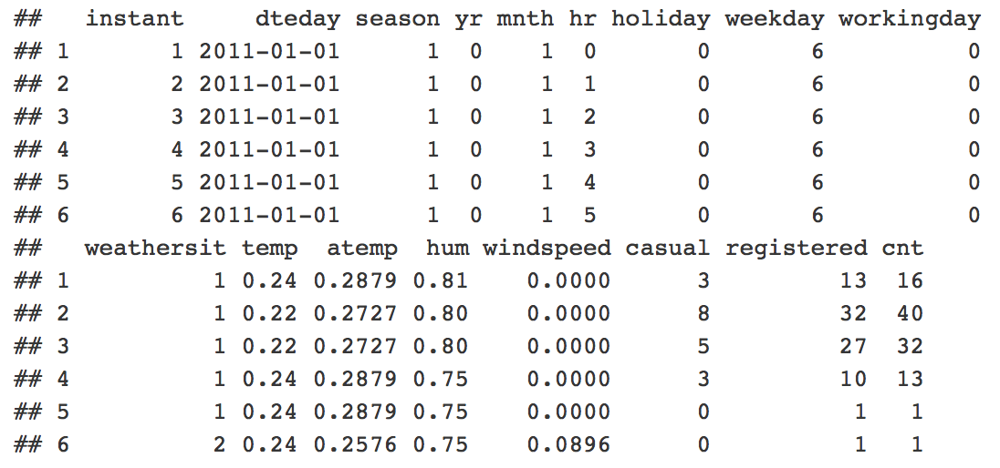 ##   instant     dteday season yr mnth hr holiday weekday workingday
## 1       1 2011-01-01      1  0    1  0       0       6          0
## 2       2 2011-01-01      1  0    1  1       0       6          0
## 3       3 2011-01-01      1  0    1  2       0       6          0
## 4       4 2011-01-01      1  0    1  3       0       6          0
## 5       5 2011-01-01      1  0    1  4       0       6          0
## 6       6 2011-01-01      1  0    1  5       0       6          0
##   weathersit temp  atemp  hum windspeed casual registered cnt
## 1          1 0.24 0.2879 0.81    0.0000      3         13  16
## 2          1 0.22 0.2727 0.80    0.0000      8         32  40
## 3          1 0.22 0.2727 0.80    0.0000      5         27  32
## 4          1 0.24 0.2879 0.75    0.0000      3         10  13
## 5          1 0.24 0.2879 0.75    0.0000      0          1   1
## 6          2 0.24 0.2576 0.75    0.0896      0          1   1